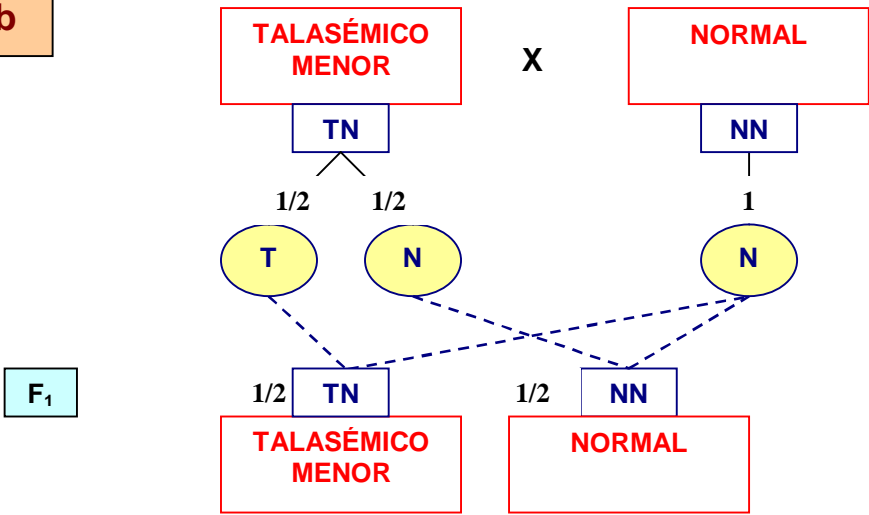 b
TALASÉMICO
MENOR
X
NORMAL
TN
NN
1/2
1/2
1
T
N
N
F₁
1/2
TN
1/2
NN
TALASÉMICO
MENOR
NORMAL